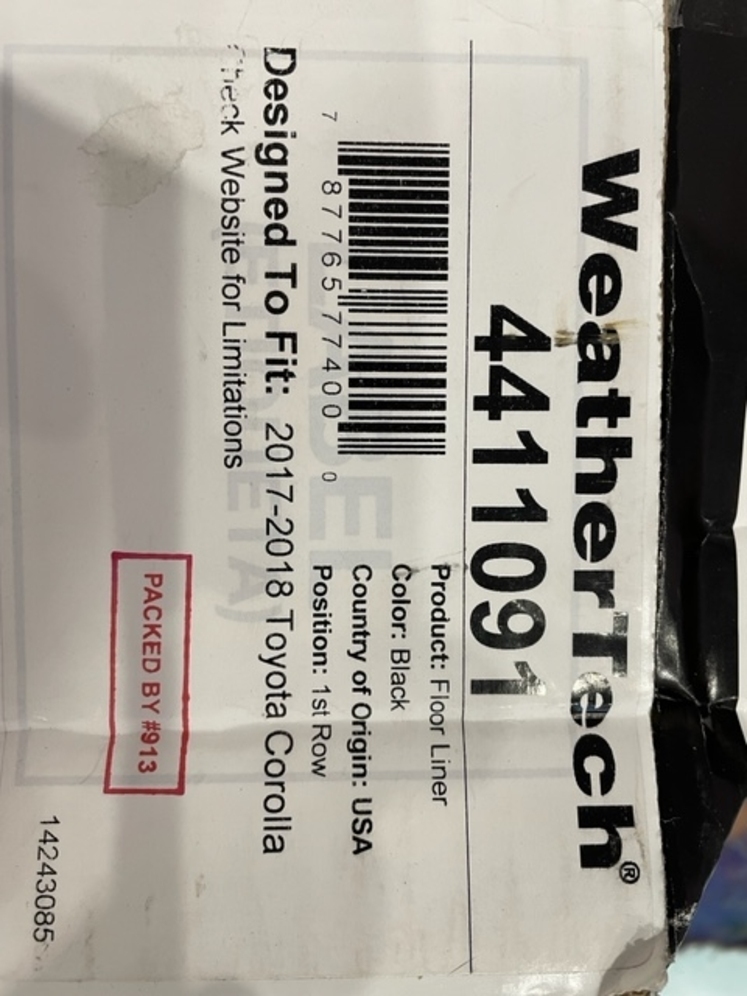 WeatherTech®
4411091
Product: Floor Liner
Color: Black
Country of Origin: USA
Position: 1st Row
7 87765 77400 0
Designed To Fit: 2017-2018 Toyota Corolla
Check Website for Limitations
PACKED BY #913
14243085